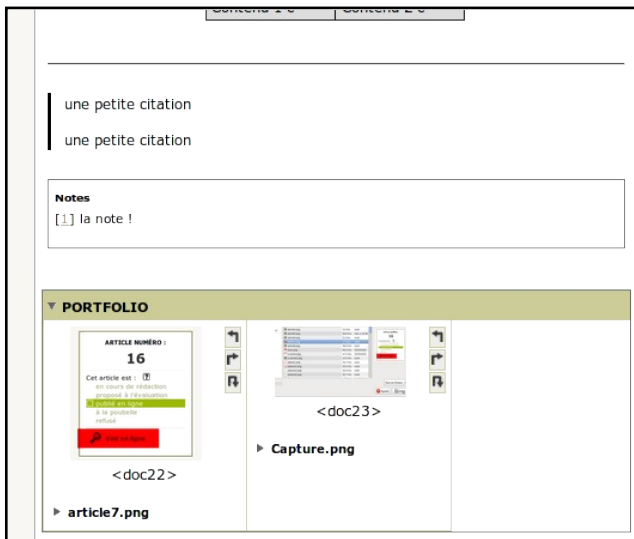 une petite citation
une petite citation
Notes
[1] la note !
PORTFOLIO
ARTICLE NUMÉRO :
16
Cet article est : ?
en cours de rédaction
proposé à l'évaluation
publié en ligne
à la poubelle
refusé
<doc22>
article7.png
<doc23>
Capture.png